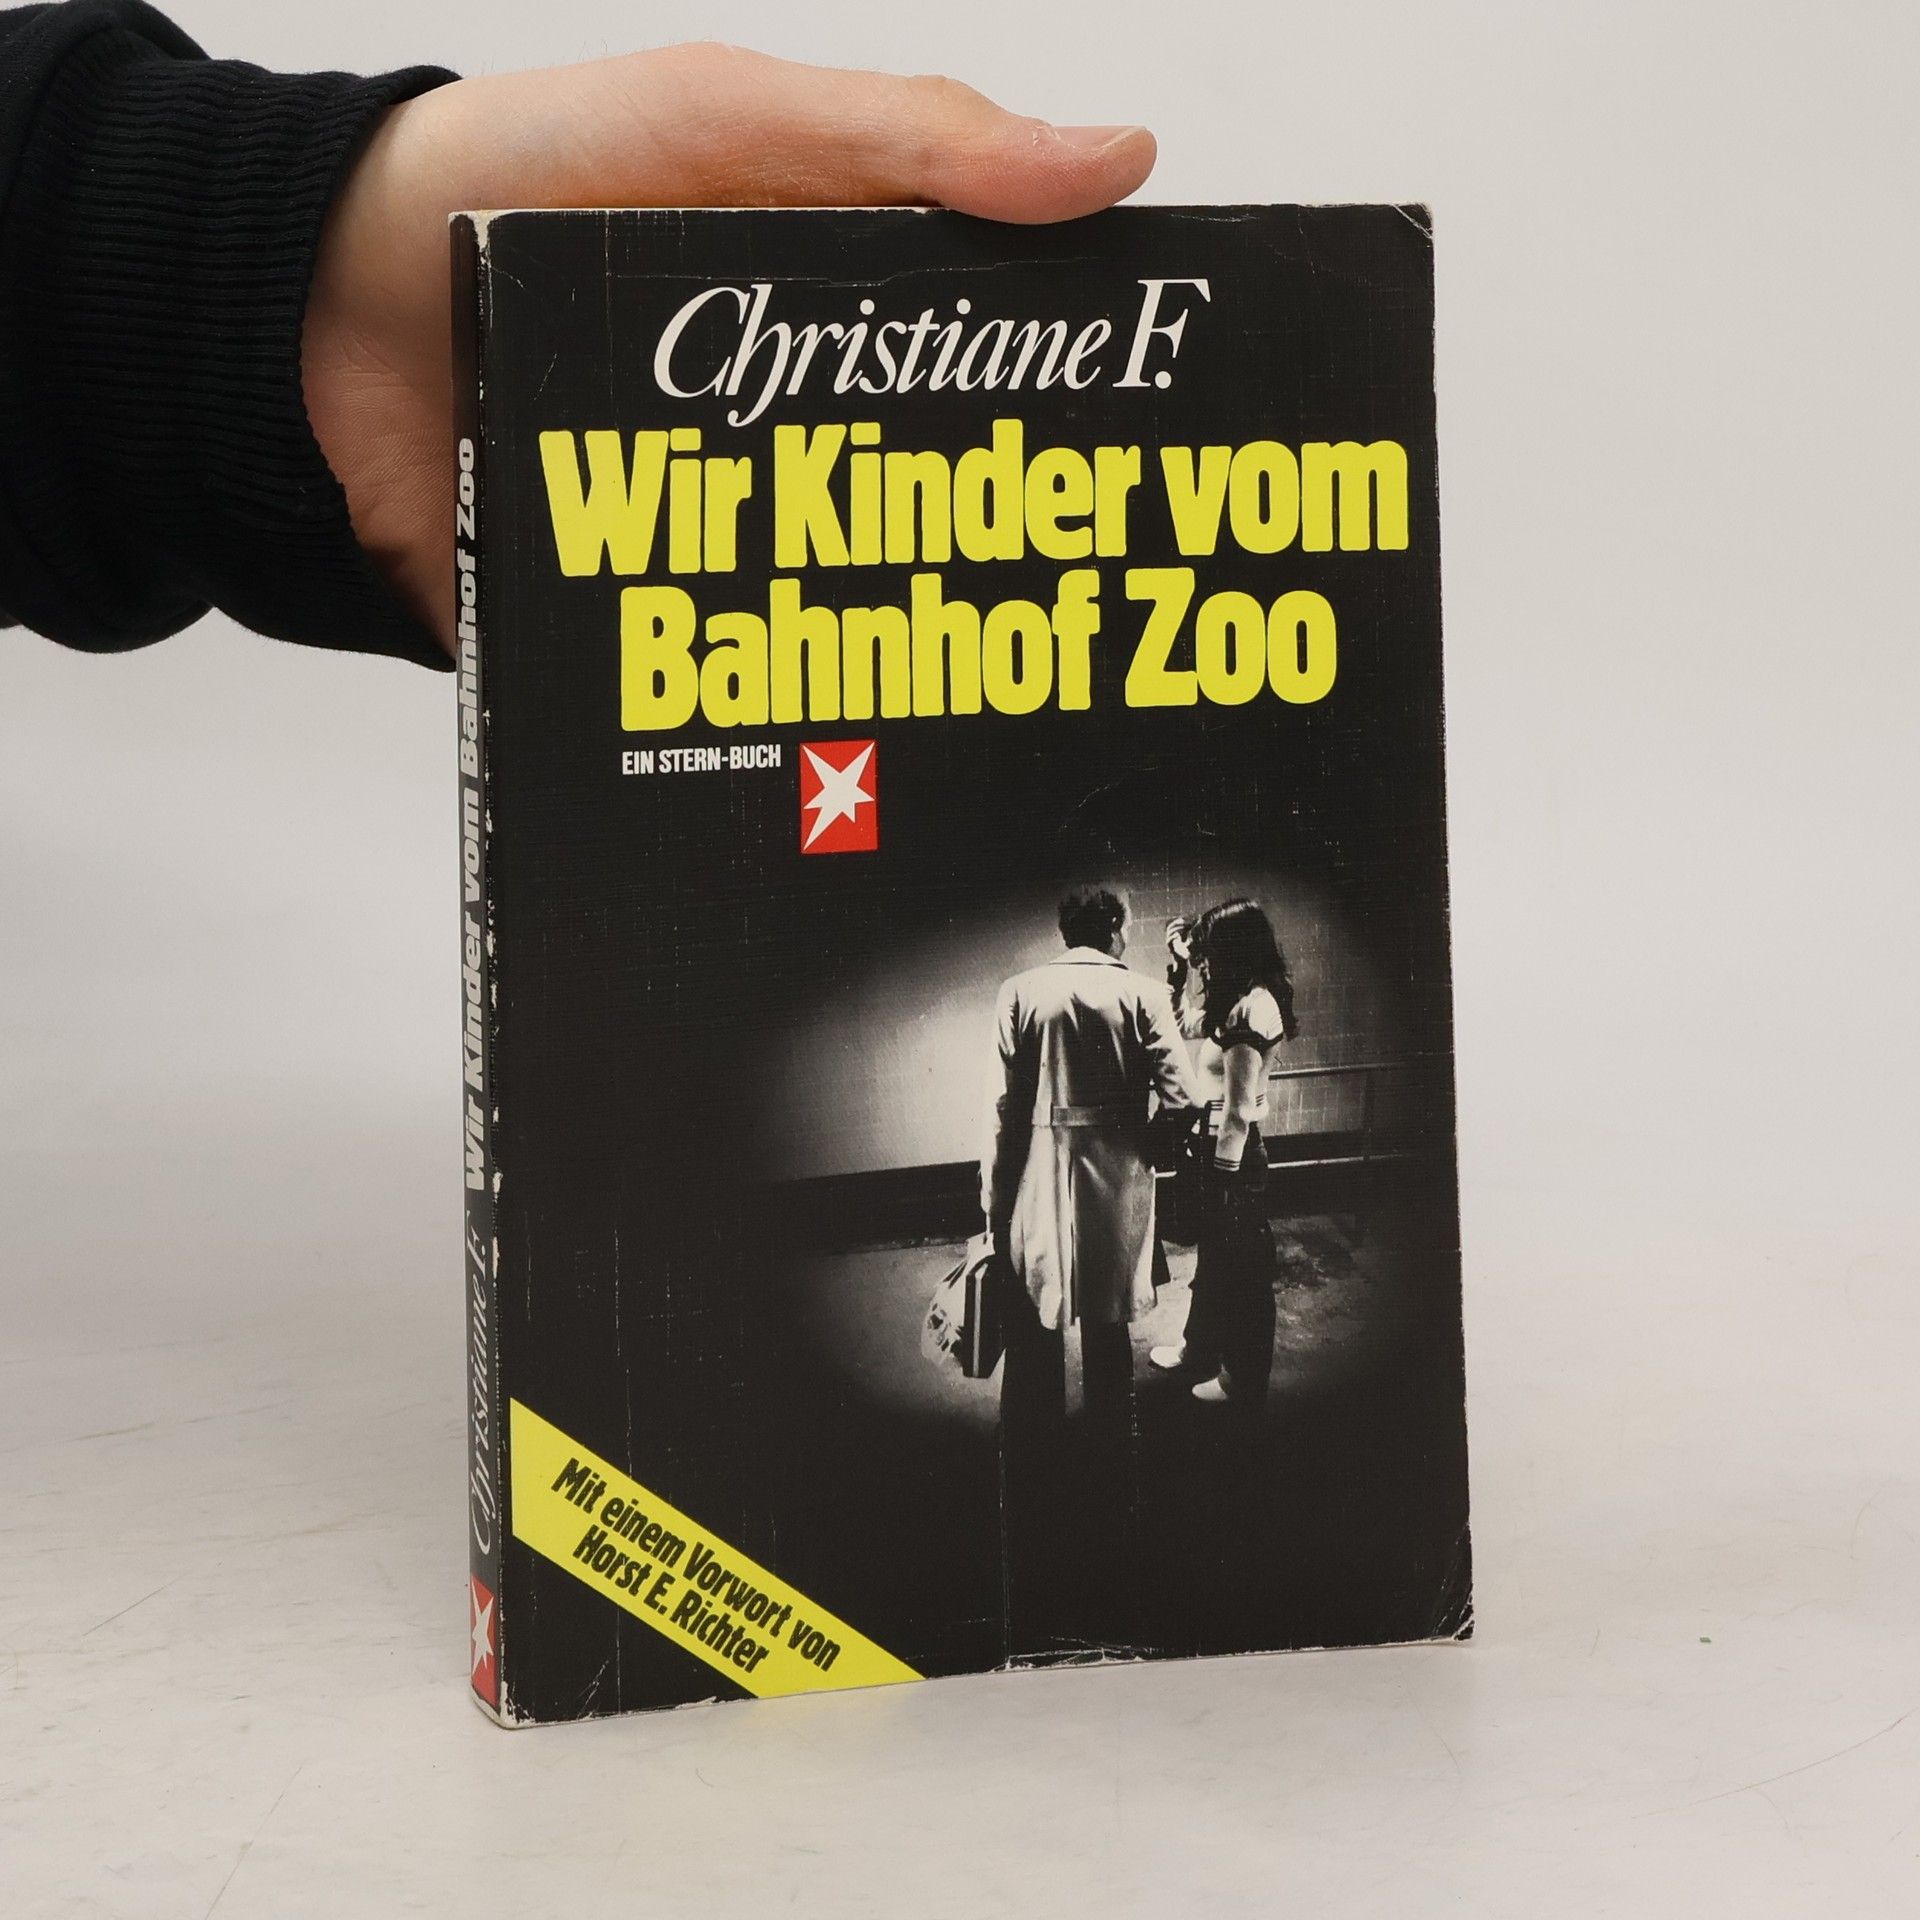 Christiane F.
Wir Kinder vom
Bahnhof Zoo
EIN STERN-BUCH
Mit einem Vorwort von
Horst E. Richter
Christiane F. Wir Kinder vom Bahnhof Zoo